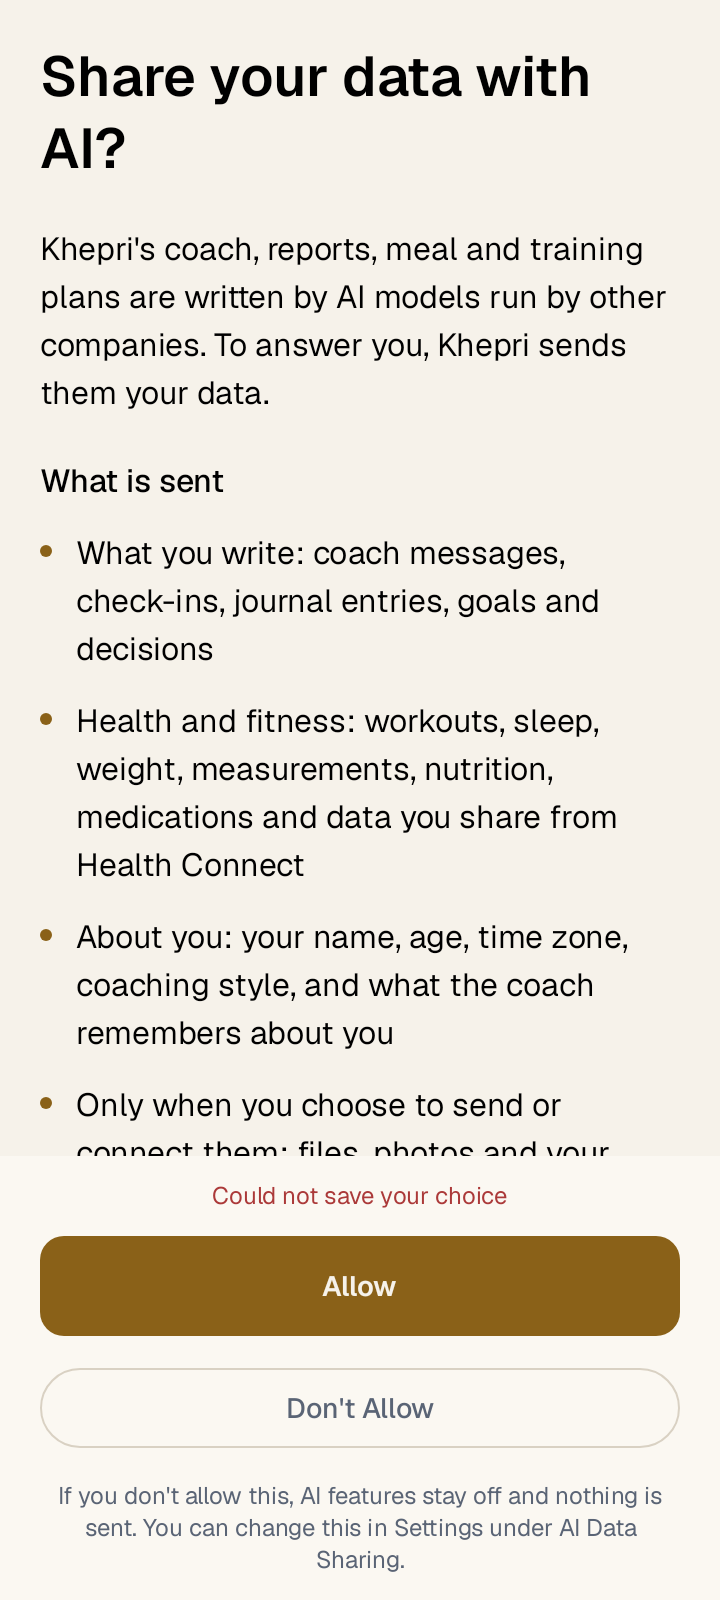 Share your data with
AI?
Khepri's coach, reports, meal and training
plans are written by AI models run by other
companies. To answer you, Khepri sends
them your data.
What is sent
What you write: coach messages,
check-ins, journal entries, goals and
decisions
Health and fitness: workouts, sleep,
weight, measurements, nutrition,
medications and data you share from
Health Connect
About you: your name, age, time zone,
coaching style, and what the coach
remembers about you
Only when you choose to send or
connect them: files, photos and your
Could not save your choice
Allow
Don't Allow
If you don't allow this, AI features stay off and nothing is
sent. You can change this in Settings under AI Data
Sharing.